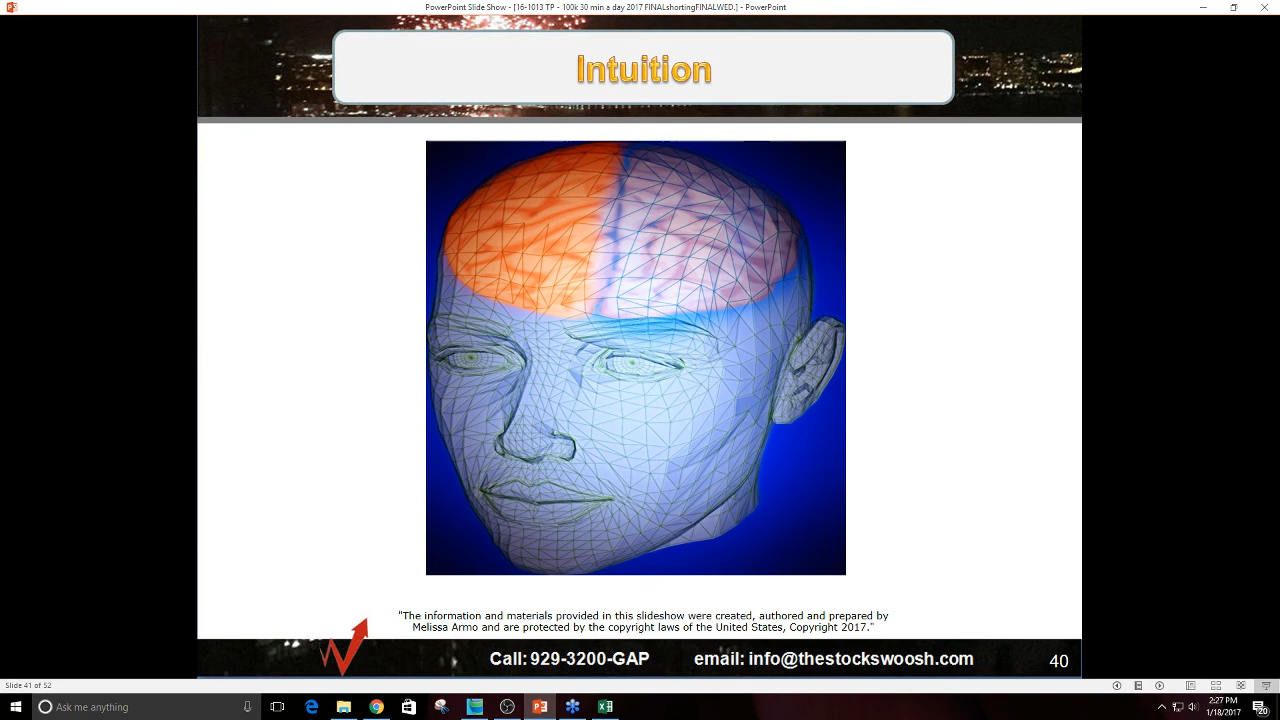 PowerPoint Slide Show - [16-1013 TP - 100k 30 min a day 2017 FINALshortingFINALWED.] - PowerPoint
Intuition
"The information and materials provided in this slideshow were created, authored and prepared by
Melissa Armo and are protected by the copyright laws of the United States, Copyright 2017."
Call: 929-3200-GAP email: info@thestockswoosh.com 40
Slide 41 of 52
Ask me anything
2:27 PM
1/18/2017
20